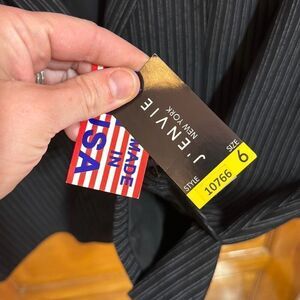 J'ENVIE
NEW YORK
SIZE
6
STYLE
10766
MADE
IN
USA